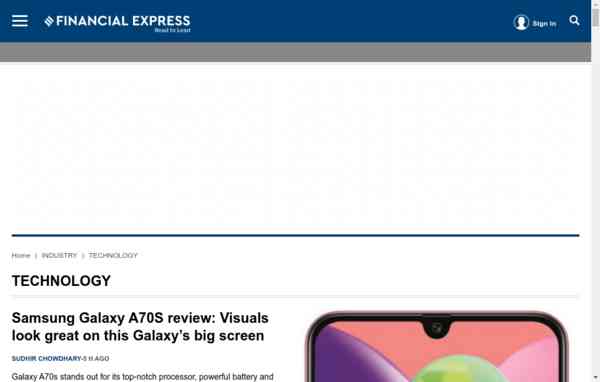 FINANCIAL EXPRESS
Read to Lead
Sign In
Home | INDUSTRY | TECHNOLOGY
TECHNOLOGY
Samsung Galaxy A70S review: Visuals
look great on this Galaxy’s big screen
SUDHIR CHOWDHARY-5 H AGO
Galaxy A70s stands out for its top-notch processor, powerful battery and